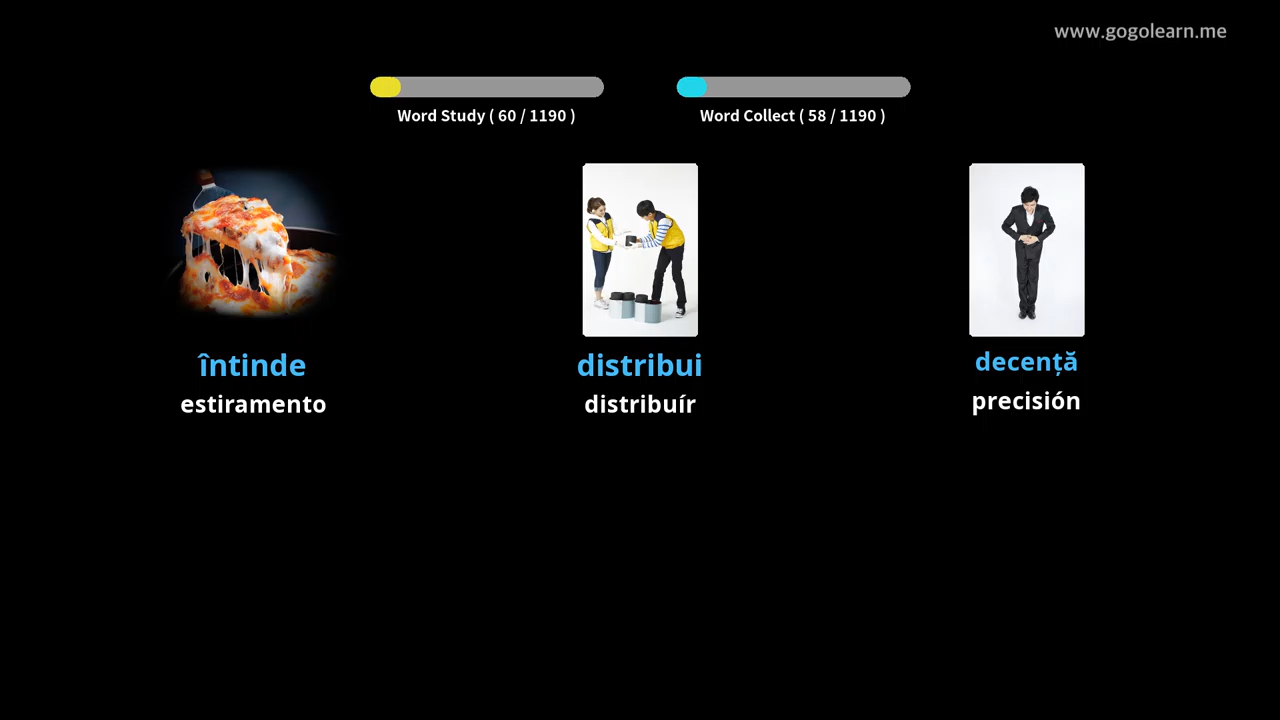 www.gogolearn.me
Word Study ( 60 / 1190 )
Word Collect ( 58 / 1190 )
întinde
estiramento
distribui
distribuír
decență
precisión